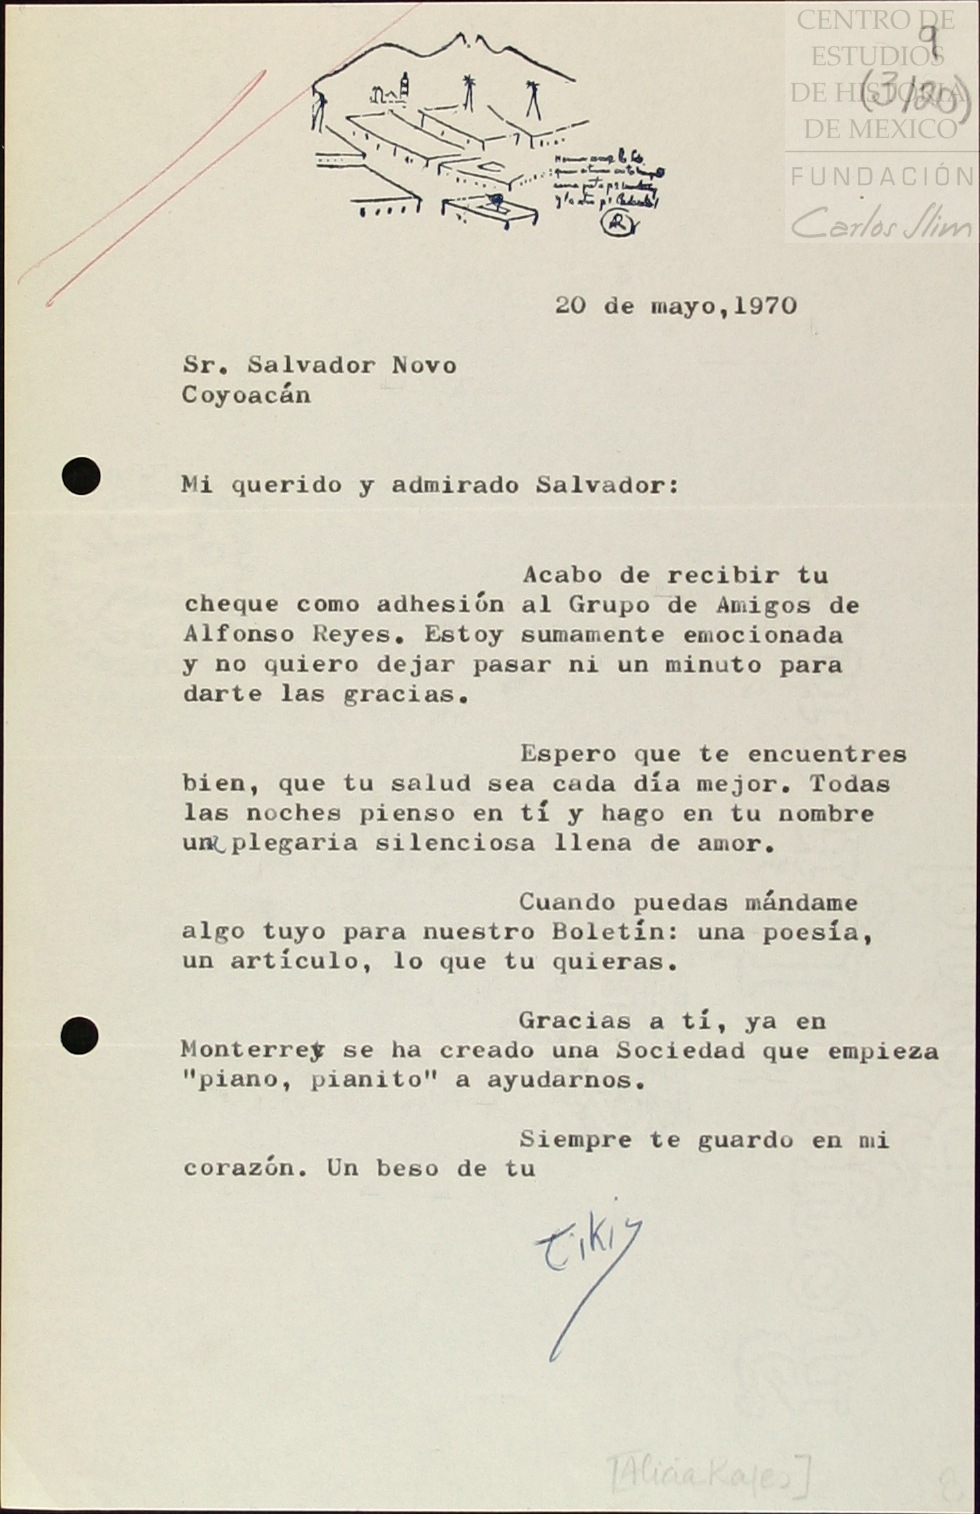 CENTRO DE
ESTUDIOS
DE HISTORIA
DE MEXICO
FUNDACIÓN
Carlos Slim
9
(3/20)
20 de mayo,1970
Sr. Salvador Novo
Coyoacán
Mi querido y admirado Salvador:
Acabo de recibir tu
cheque como adhesión al Grupo de Amigos de
Alfonso Reyes. Estoy sumamente emocionada
y no quiero dejar pasar ni un minuto para
darte las gracias.
Espero que te encuentres
bien, que tu salud sea cada día mejor. Todas
las noches pienso en tí y hago en tu nombre
una plegaria silenciosa llena de amor.
Cuando puedas mándame
algo tuyo para nuestro Boletín: una poesía,
un artículo, lo que tu quieras.
Gracias a tí, ya en
Monterrey se ha creado una Sociedad que empieza
"piano, pianito" a ayudarnos.
Siempre te guardo en mi
corazón. Un beso de tu
Tikis
[Alicia Reyes]